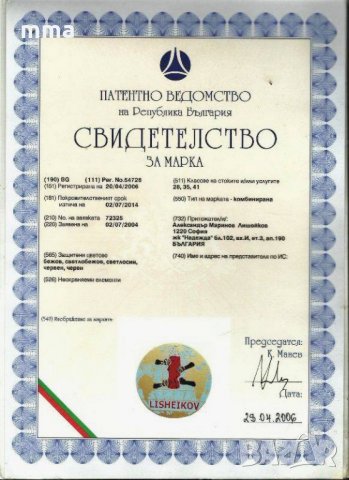 mma
ПАТЕНТНО ВЕДОМСТВО
на Република България
СВИДЕТЕЛСТВО
ЗА МАРКА
(190) BG (111) Рег. No.54728
(151) Регистрирана на 20/04/2006
(181) Покровителственият срок
изтича на 02/07/2014
(210) No. на заявката 72325
(220) Заявена на 02/07/2004
(565) Защитени цветове
бежов, светлобежов, светлосин,
червен, черен
(526) Неохраняеми елементи
(511) Класове на стоките и/или услугите
28, 35, 41
(550) Тип на марката - комбинирана
(732) Притежател/и:
Александър Маринов Лишейков
1220 София
жк "Надежда" бл.102, вх.И, ет.3, ап.190
БЪЛГАРИЯ
(740) Име и адрес на представителя по ИС:
(540) Изображение на марката
LISHEIKOV
Председател:
К. Манев
Дата:
29.04.2006
Bazar